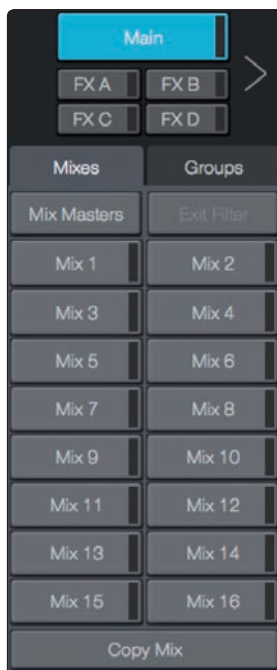 Main
FX A FX B
FX C FX D
Mixes Groups
Mix Masters Exit Filter
Mix 1 Mix 2
Mix 3 Mix 4
Mix 5 Mix 6
Mix 7 Mix 8
Mix 9 Mix 10
Mix 11 Mix 12
Mix 13 Mix 14
Mix 15 Mix 16
Copy Mix